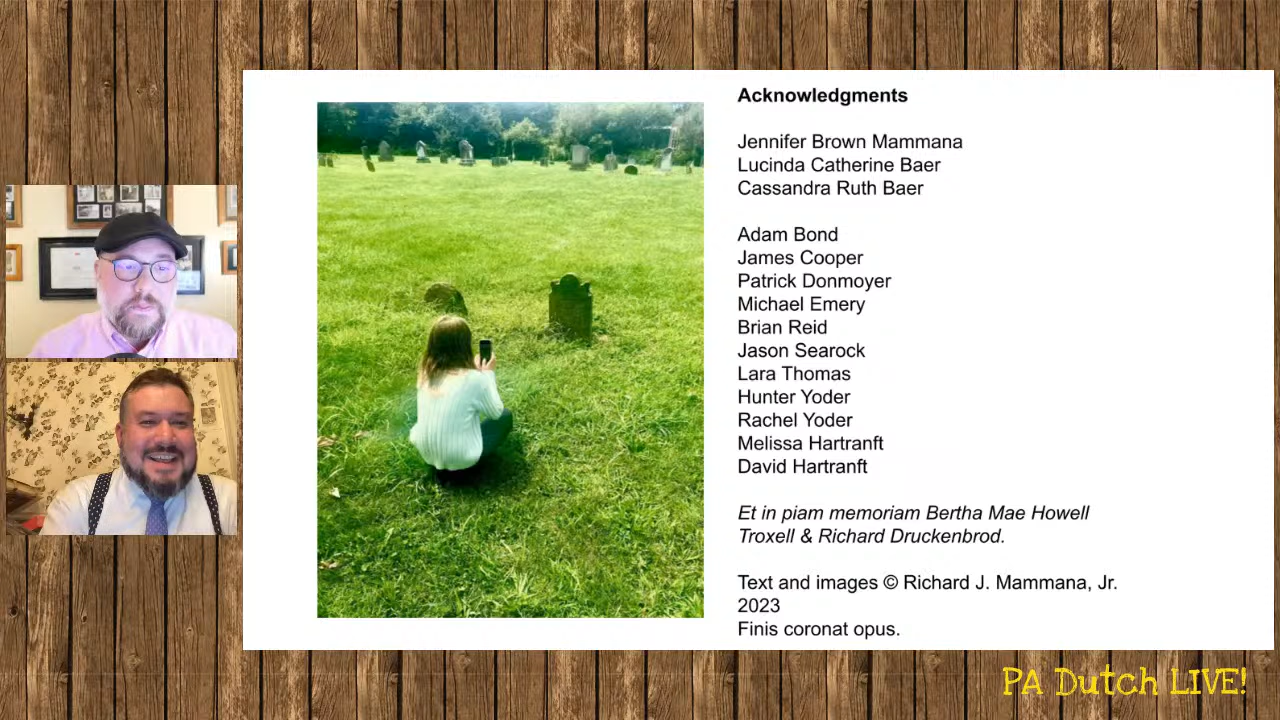 Acknowledgments
Jennifer Brown Mammana
Lucinda Catherine Baer
Cassandra Ruth Baer
Adam Bond
James Cooper
Patrick Donmoyer
Michael Emery
Brian Reid
Jason Searock
Lara Thomas
Hunter Yoder
Rachel Yoder
Melissa Hartranft
David Hartranft
Et in piam memoriam Bertha Mae Howell
Troxell & Richard Druckenbrod.
Text and images © Richard J. Mammana, Jr.
2023
Finis coronat opus.
PA Dutch LIVE!